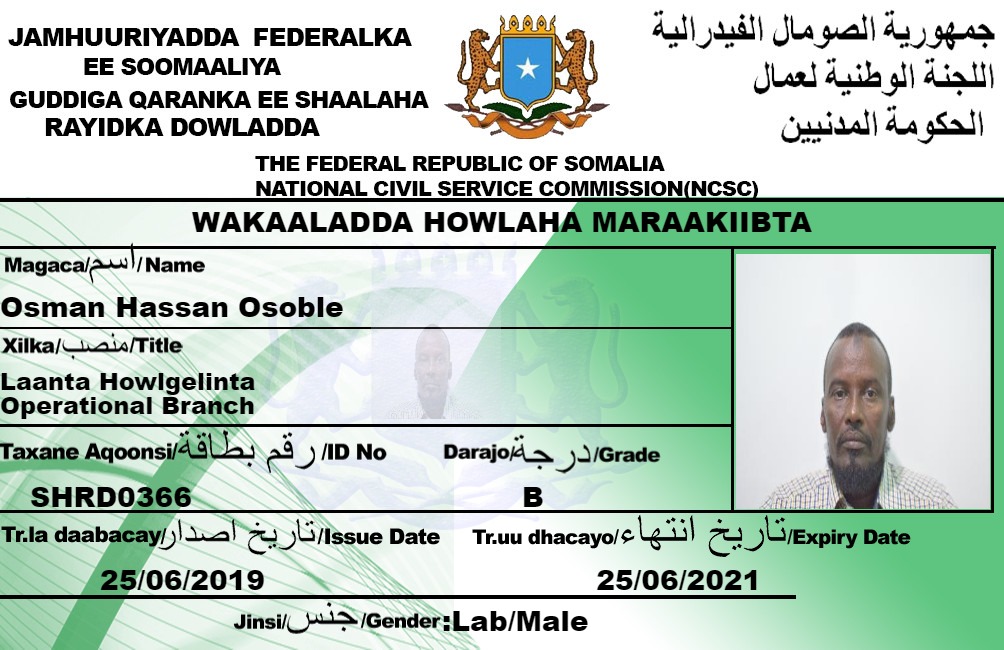 JAMHUURIYADDA FEDERALKA
EE SOOMAALIYA
GUDDIGA QARANKA EE SHAALAHA
RAYIDKA DOWLADDA
جمهورية الصومال الفيدرالية
اللجنة الوطنية لعمال
الحكومة المدنيين
THE FEDERAL REPUBLIC OF SOMALIA
NATIONAL CIVIL SERVICE COMMISSION(NCSC)
WAKAALADDA HOWLAHA MARAAKIIBTA
Magaca/اسم/Name
Osman Hassan Osoble
Xilka/منصب/Title
Laanta Howlgelinta
Operational Branch
Taxane Aqoonsi/رقم بطاقة/ID No
SHRD0366
Darajo/درجة/Grade
B
Tr.la daabacay/تاريخ اصدار/Issue Date
25/06/2019
Tr.uu dhacayo/تاريخ انتهاء/Expiry Date
25/06/2021
Jinsi/جنس/Gender:Lab/Male